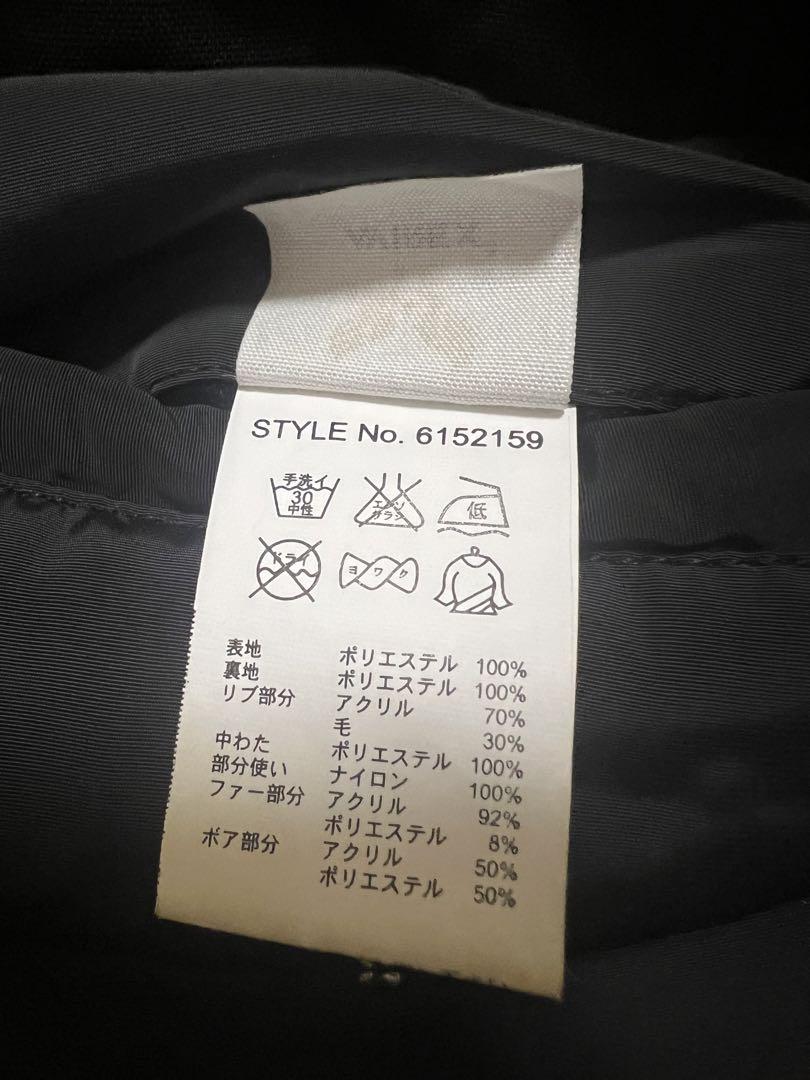 STYLE No. 6152159
手洗イ
30
中性
エンソ
サラシ
低
ドライ
ヨワク
表地 ポリエステル 100%
裏地 ポリエステル 100%
リブ部分 アクリル 70%
毛 30%
中わた ポリエステル 100%
部分使い ナイロン 100%
ファー部分 アクリル 92%
ポリエステル 8%
ボア部分 アクリル 50%
ポリエステル 50%